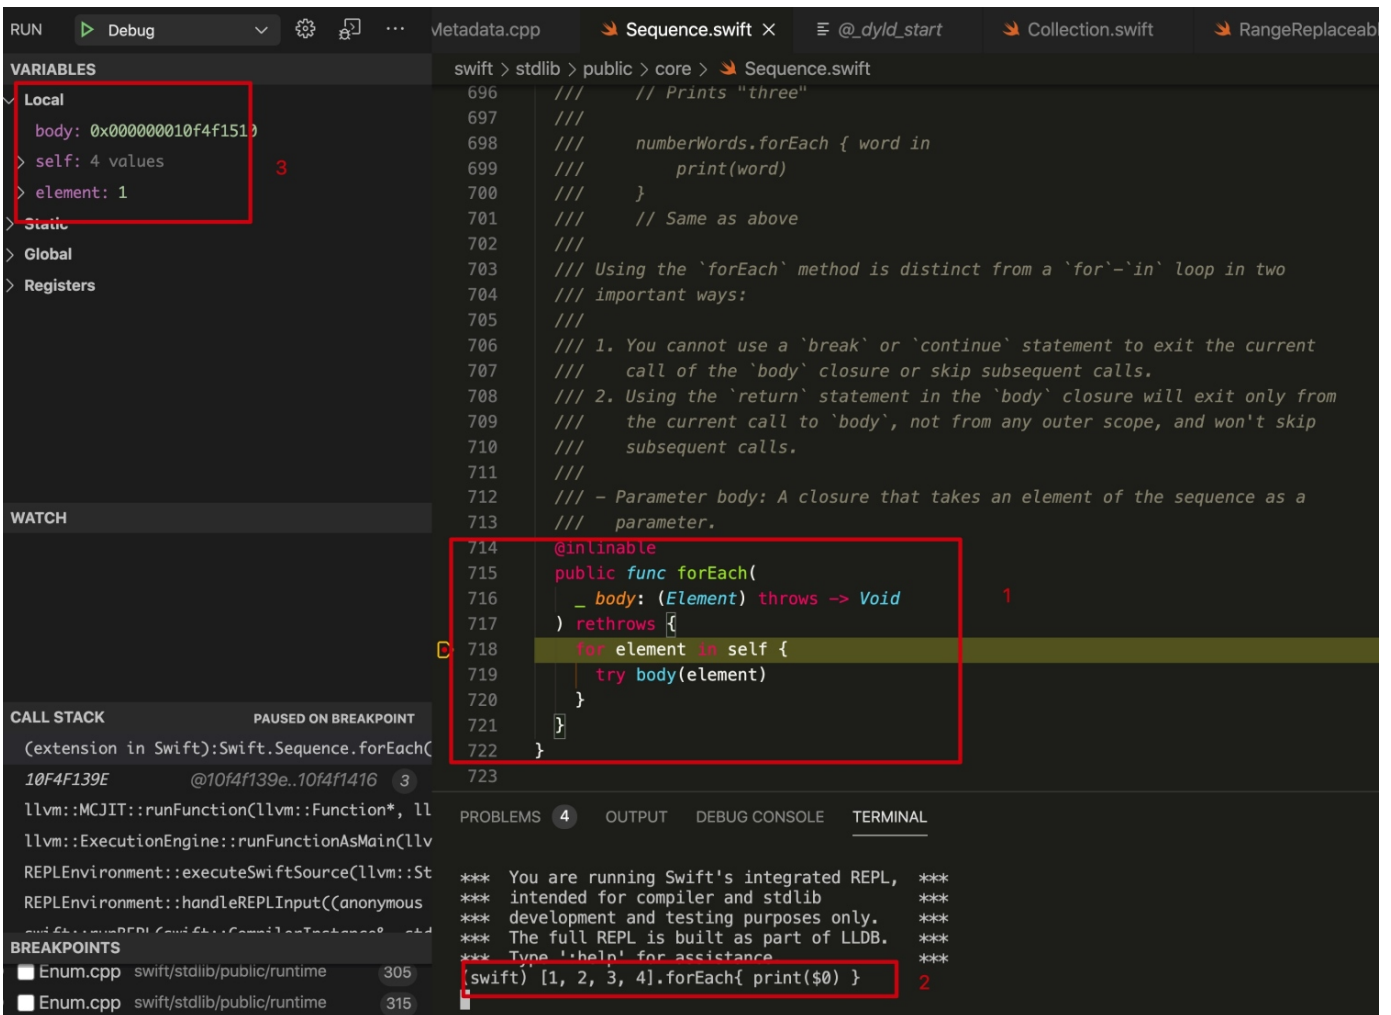 RUN
Debug
VARIABLES
Local
body: 0x000000010f4f1510
self: 4 values
element: 1
3
Static
Global
Registers
WATCH
CALL STACK
PAUSED ON BREAKPOINT
(extension in Swift):Swift.Sequence.forEach(
10F4F139E @10f4f139e..10f4f1416 3
llvm::MCJIT::runFunction(llvm::Function*, ll
llvm::ExecutionEngine::runFunctionAsMain(llv
REPLEnvironment::executeSwiftSource(llvm::St
REPLEnvironment::handleREPLInput((anonymous
BREAKPOINTS
Enum.cpp swift/stdlib/public/runtime 305
Enum.cpp swift/stdlib/public/runtime 315
Metadata.cpp
Sequence.swift
@_dyld_start
Collection.swift
RangeReplaceabl
swift > stdlib > public > core > Sequence.swift
696 /// // Prints "three"
697 ///
698 /// numberWords.forEach { word in
699 /// print(word)
700 /// }
701 /// // Same as above
702 ///
703 /// Using the `forEach` method is distinct from a `for`-`in` loop in two
704 /// important ways:
705 ///
706 /// 1. You cannot use a `break` or `continue` statement to exit the current
707 /// call of the `body` closure or skip subsequent calls.
708 /// 2. Using the `return` statement in the `body` closure will exit only from
709 /// the current call to `body`, not from any outer scope, and won't skip
710 /// subsequent calls.
711 ///
712 /// - Parameter body: A closure that takes an element of the sequence as a
713 /// parameter.
714 @inlinable
715 public func forEach(
716 _ body: (Element) throws -> Void
1
717 ) rethrows {
718 for element in self {
719 try body(element)
720 }
721 }
722 }
723
PROBLEMS 4 OUTPUT DEBUG CONSOLE TERMINAL
*** You are running Swift's integrated REPL, ***
*** intended for compiler and stdlib ***
*** development and testing purposes only. ***
*** The full REPL is built as part of LLDB. ***
*** Type ':help' for assistance. ***
(swift) [1, 2, 3, 4].forEach{ print($0) }
2